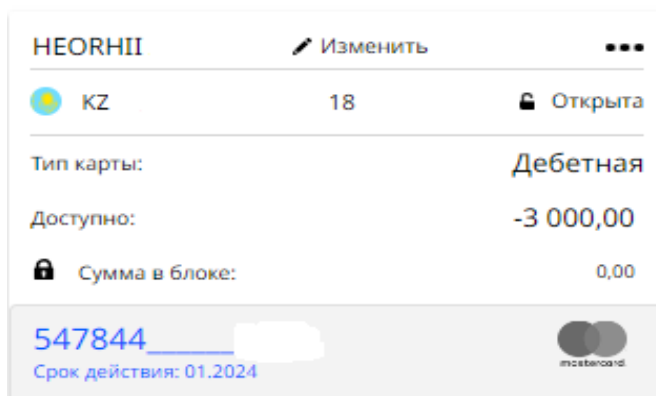 HEORHII Изменить
KZ 18 Открыта
Тип карты: Дебетная
Доступно: -3 000,00
Сумма в блоке: 0,00
547844______
Срок действия: 01.2024
mastercard